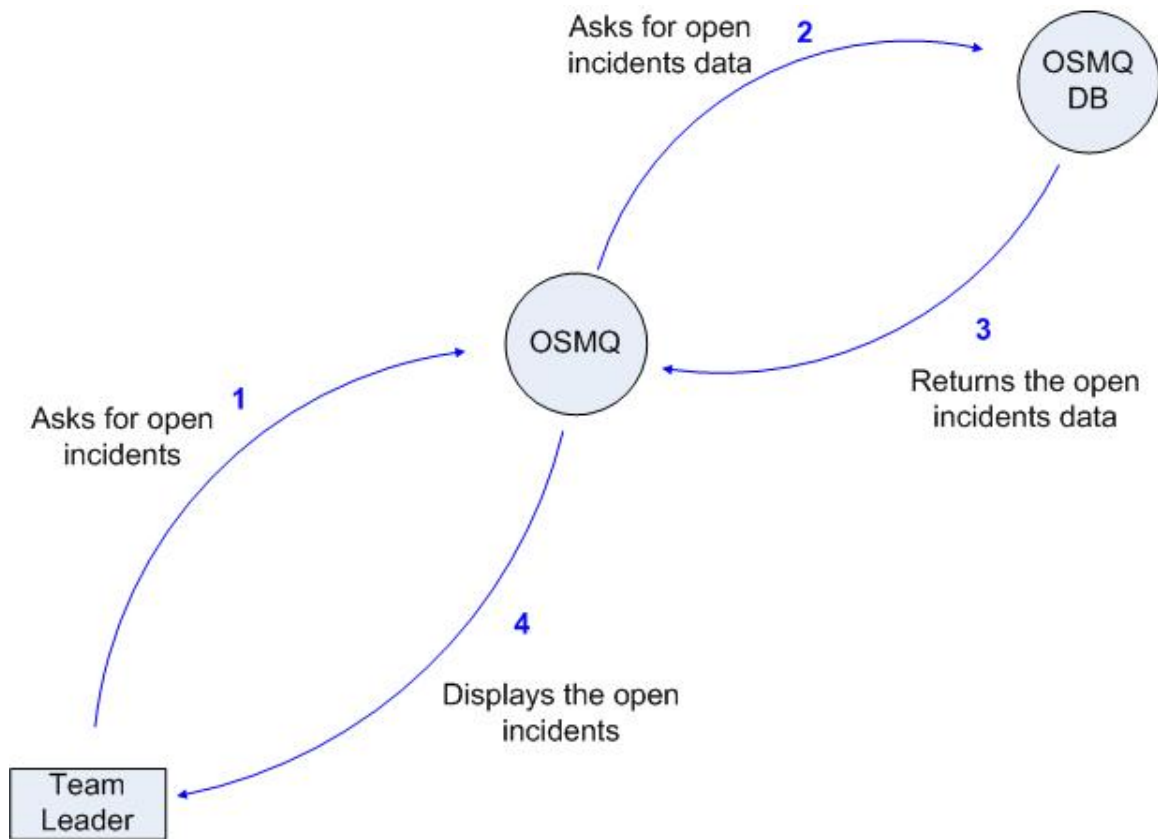 Asks for open
incidents data
2
OSMQ
DB
OSMQ
3
Returns the open
incidents data
1
Asks for open
incidents
4
Displays the open
incidents
Team
Leader